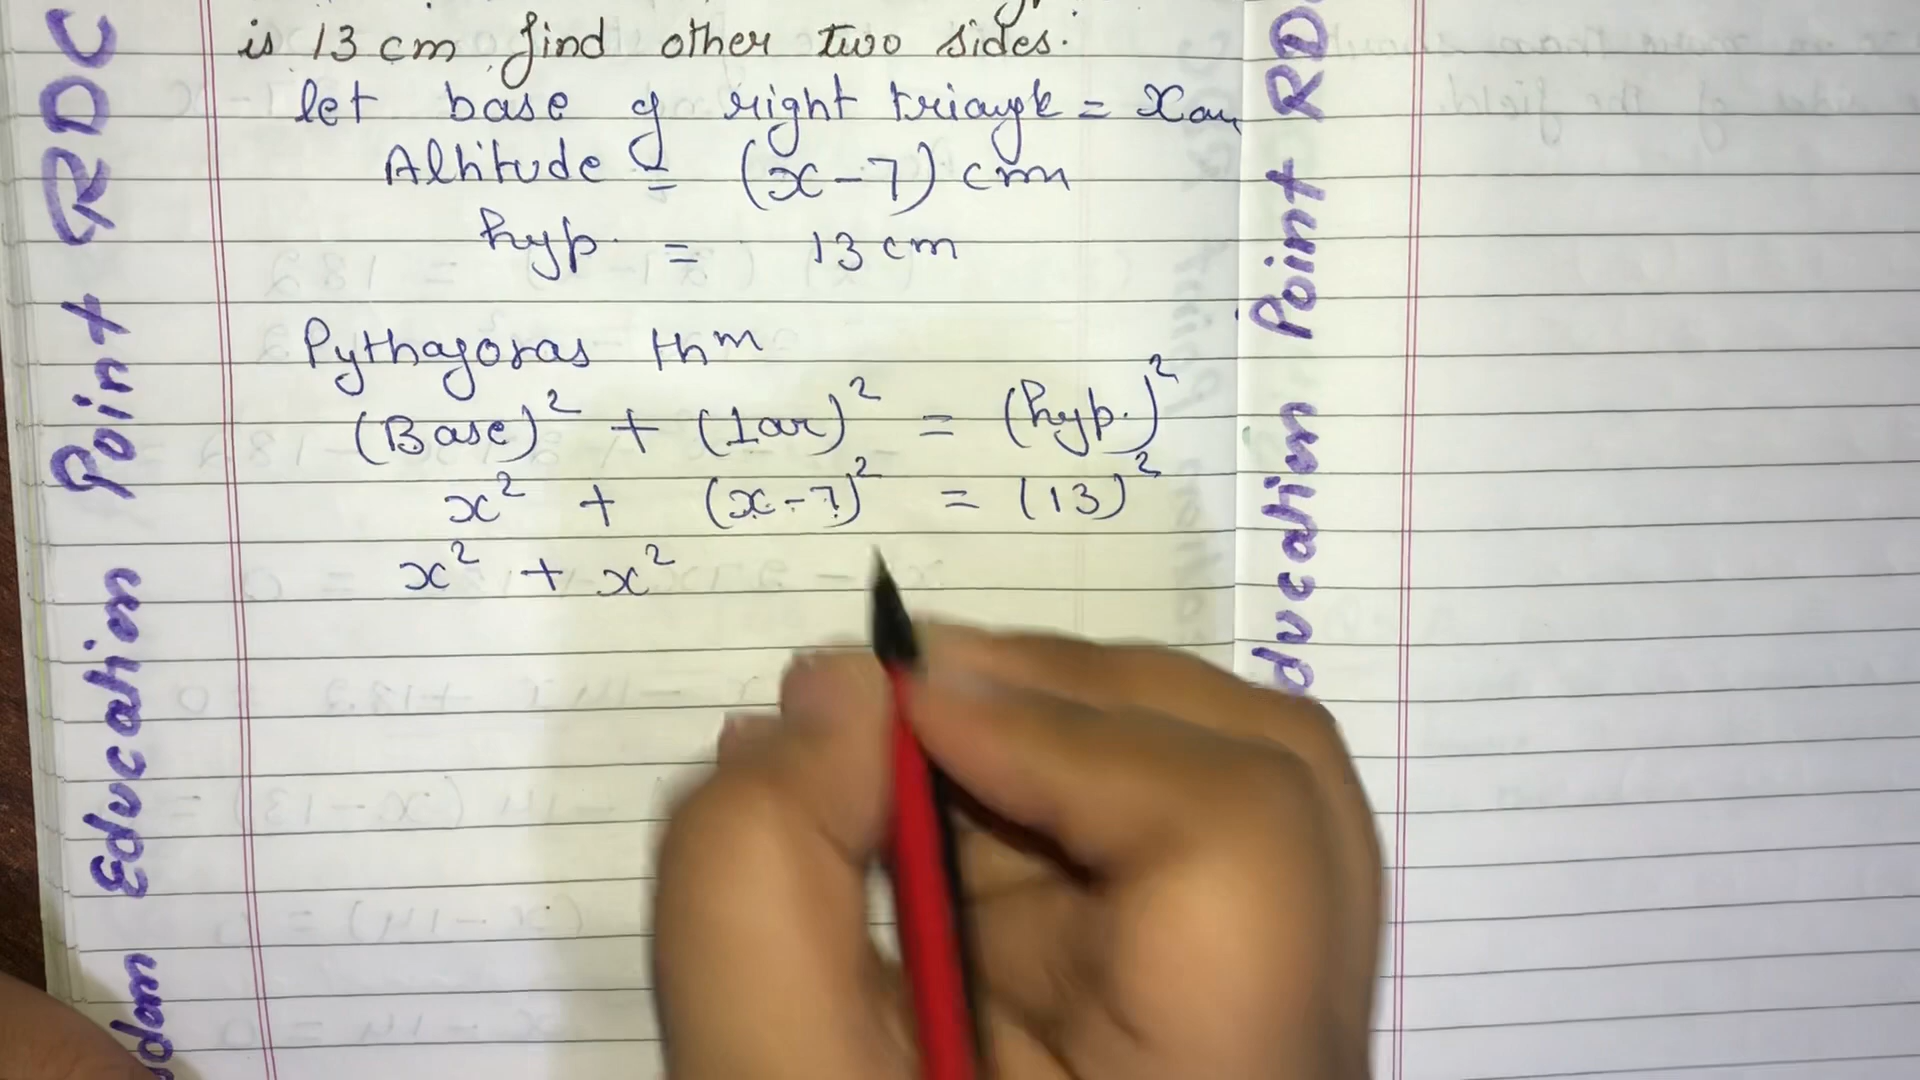 is 13 cm find other two sides.
let base of right triangle = x cm
Altitude = (x-7) cm
hyp. = 13 cm
Pythagoras thm
(Base)² + (lar)² = (hyp.)²
x² + (x-7)² = (13)²
x² + x²
Education Point RDC
ducation Point RD